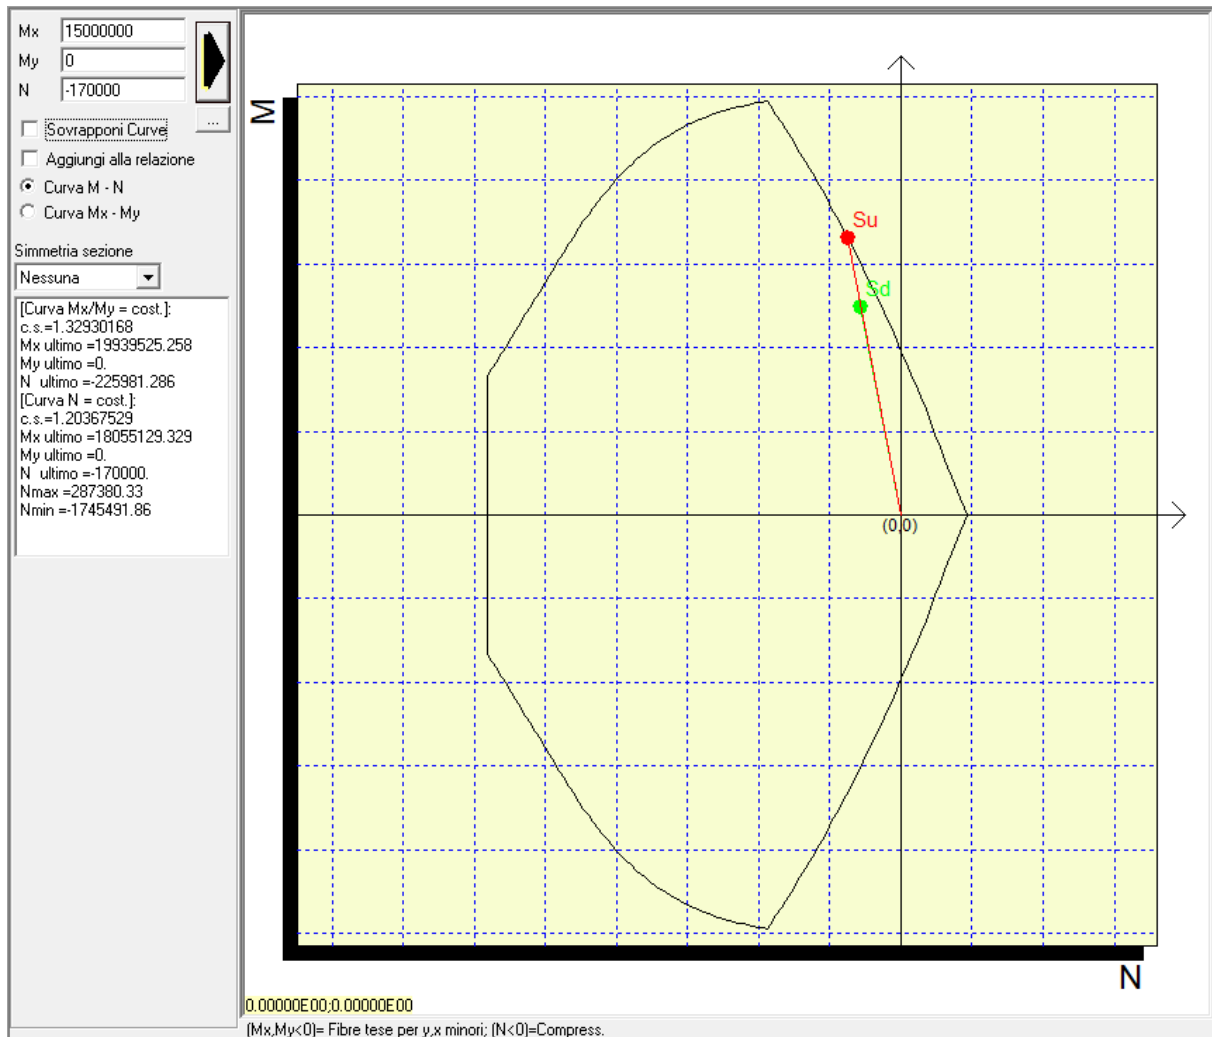 Mx 15000000
My 0
N -170000
...
Sovrapponi Curve
Aggiungi alla relazione
Curva M - N
Curva Mx - My
Simmetria sezione
Nessuna
[Curva Mx/My = cost.]:
c.s.=1.32930168
Mx ultimo =19939525.258
My ultimo =0.
N ultimo =-225981.286
[Curva N = cost.]:
c.s.=1.20367529
Mx ultimo =18055129.329
My ultimo =0.
N ultimo =-170000.
Nmax =287380.33
Nmin =-1745491.86
M
Su
Sd
(0,0)
N
0.00000E00;0.00000E00
(Mx,My<0)= Fibre tese per y,x minori; (N<0)=Compress.